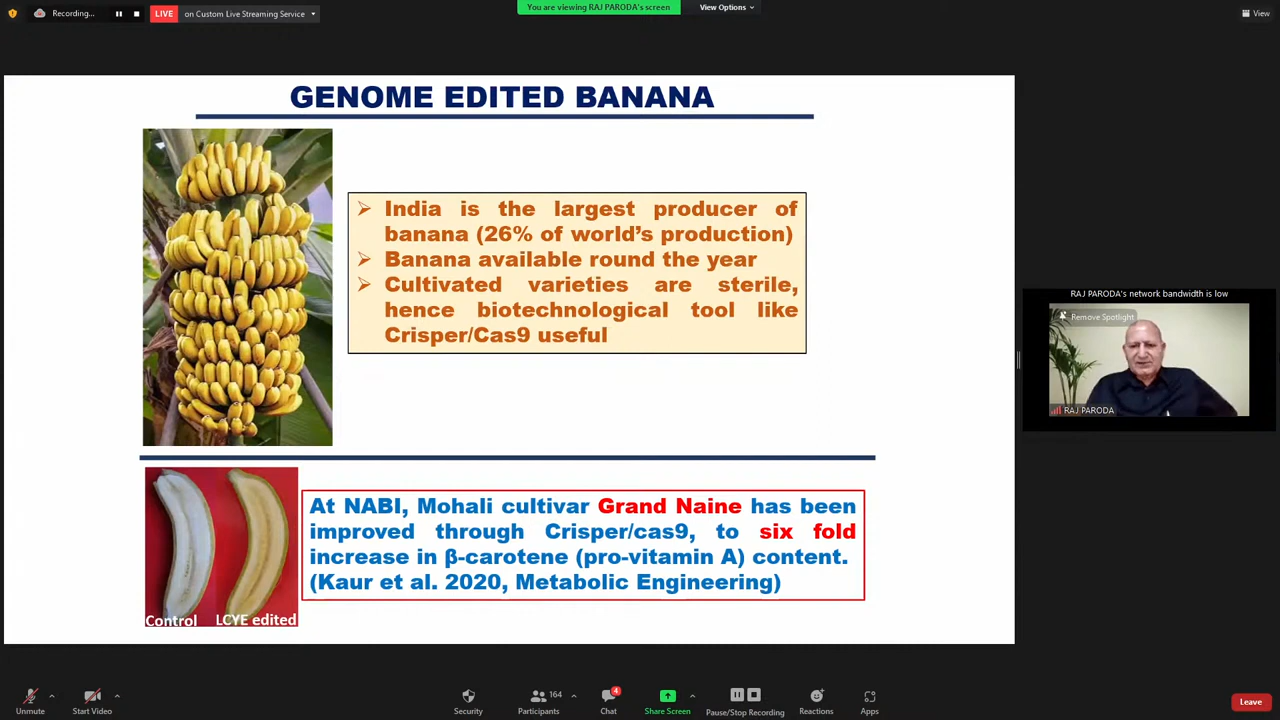 Recording...
LIVE on Custom Live Streaming Service
You are viewing RAJ PARODA's screen
View Options
View
GENOME EDITED BANANA
India is the largest producer of
banana (26% of world's production)
Banana available round the year
Cultivated varieties are sterile,
hence biotechnological tool like
Crisper/Cas9 useful
RAJ PARODA's network bandwidth is low
Remove Spotlight
RAJ PARODA
At NABI, Mohali cultivar Grand Naine has been
improved through Crisper/cas9, to six fold
increase in β-carotene (pro-vitamin A) content.
(Kaur et al. 2020, Metabolic Engineering)
Control LCYE edited
Unmute
Start Video
Security
164
Participants
4
Chat
Share Screen
Pause/Stop Recording
Reactions
Apps
Leave